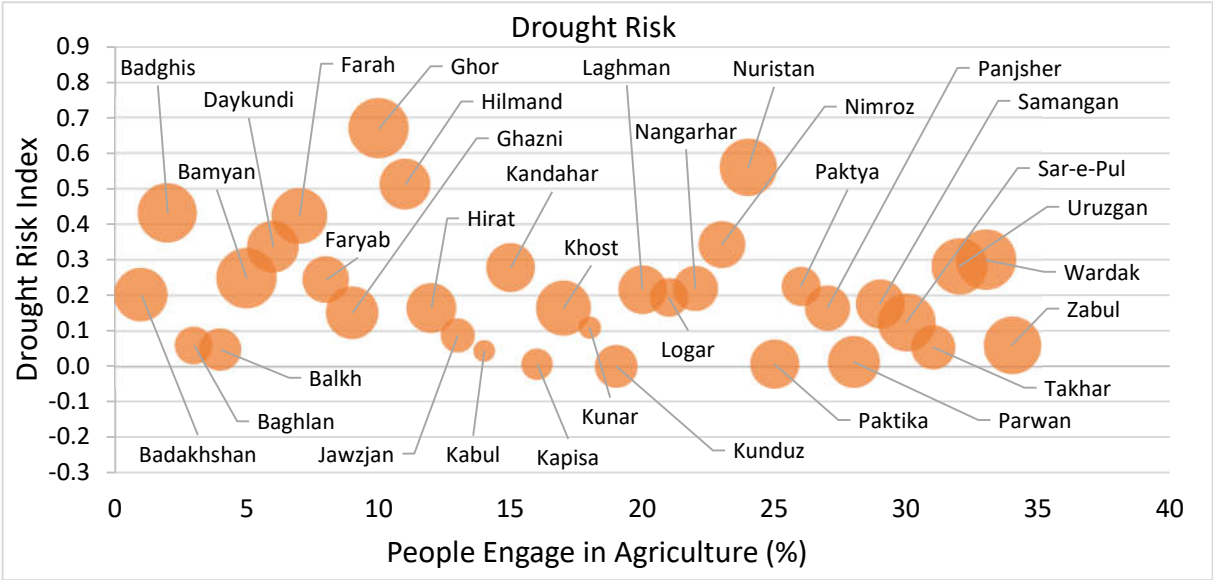 Drought Risk
Drought Risk Index
0.9
0.8
0.7
0.6
0.5
0.4
0.3
0.2
0.1
0.0
-0.1
-0.2
-0.3
Badghis
Daykundi
Farah
Ghor
Hilmand
Ghazni
Bamyan
Faryab
Hirat
Kandahar
Khost
Laghman
Nangarhar
Nuristan
Nimroz
Paktya
Panjsher
Samangan
Sar-e-Pul
Uruzgan
Wardak
Zabul
Takhar
Parwan
Paktika
Logar
Kunar
Kunduz
Kapisa
Kabul
Jawzjan
Balkh
Baghlan
Badakhshan
0 5 10 15 20 25 30 35 40
People Engage in Agriculture (%)